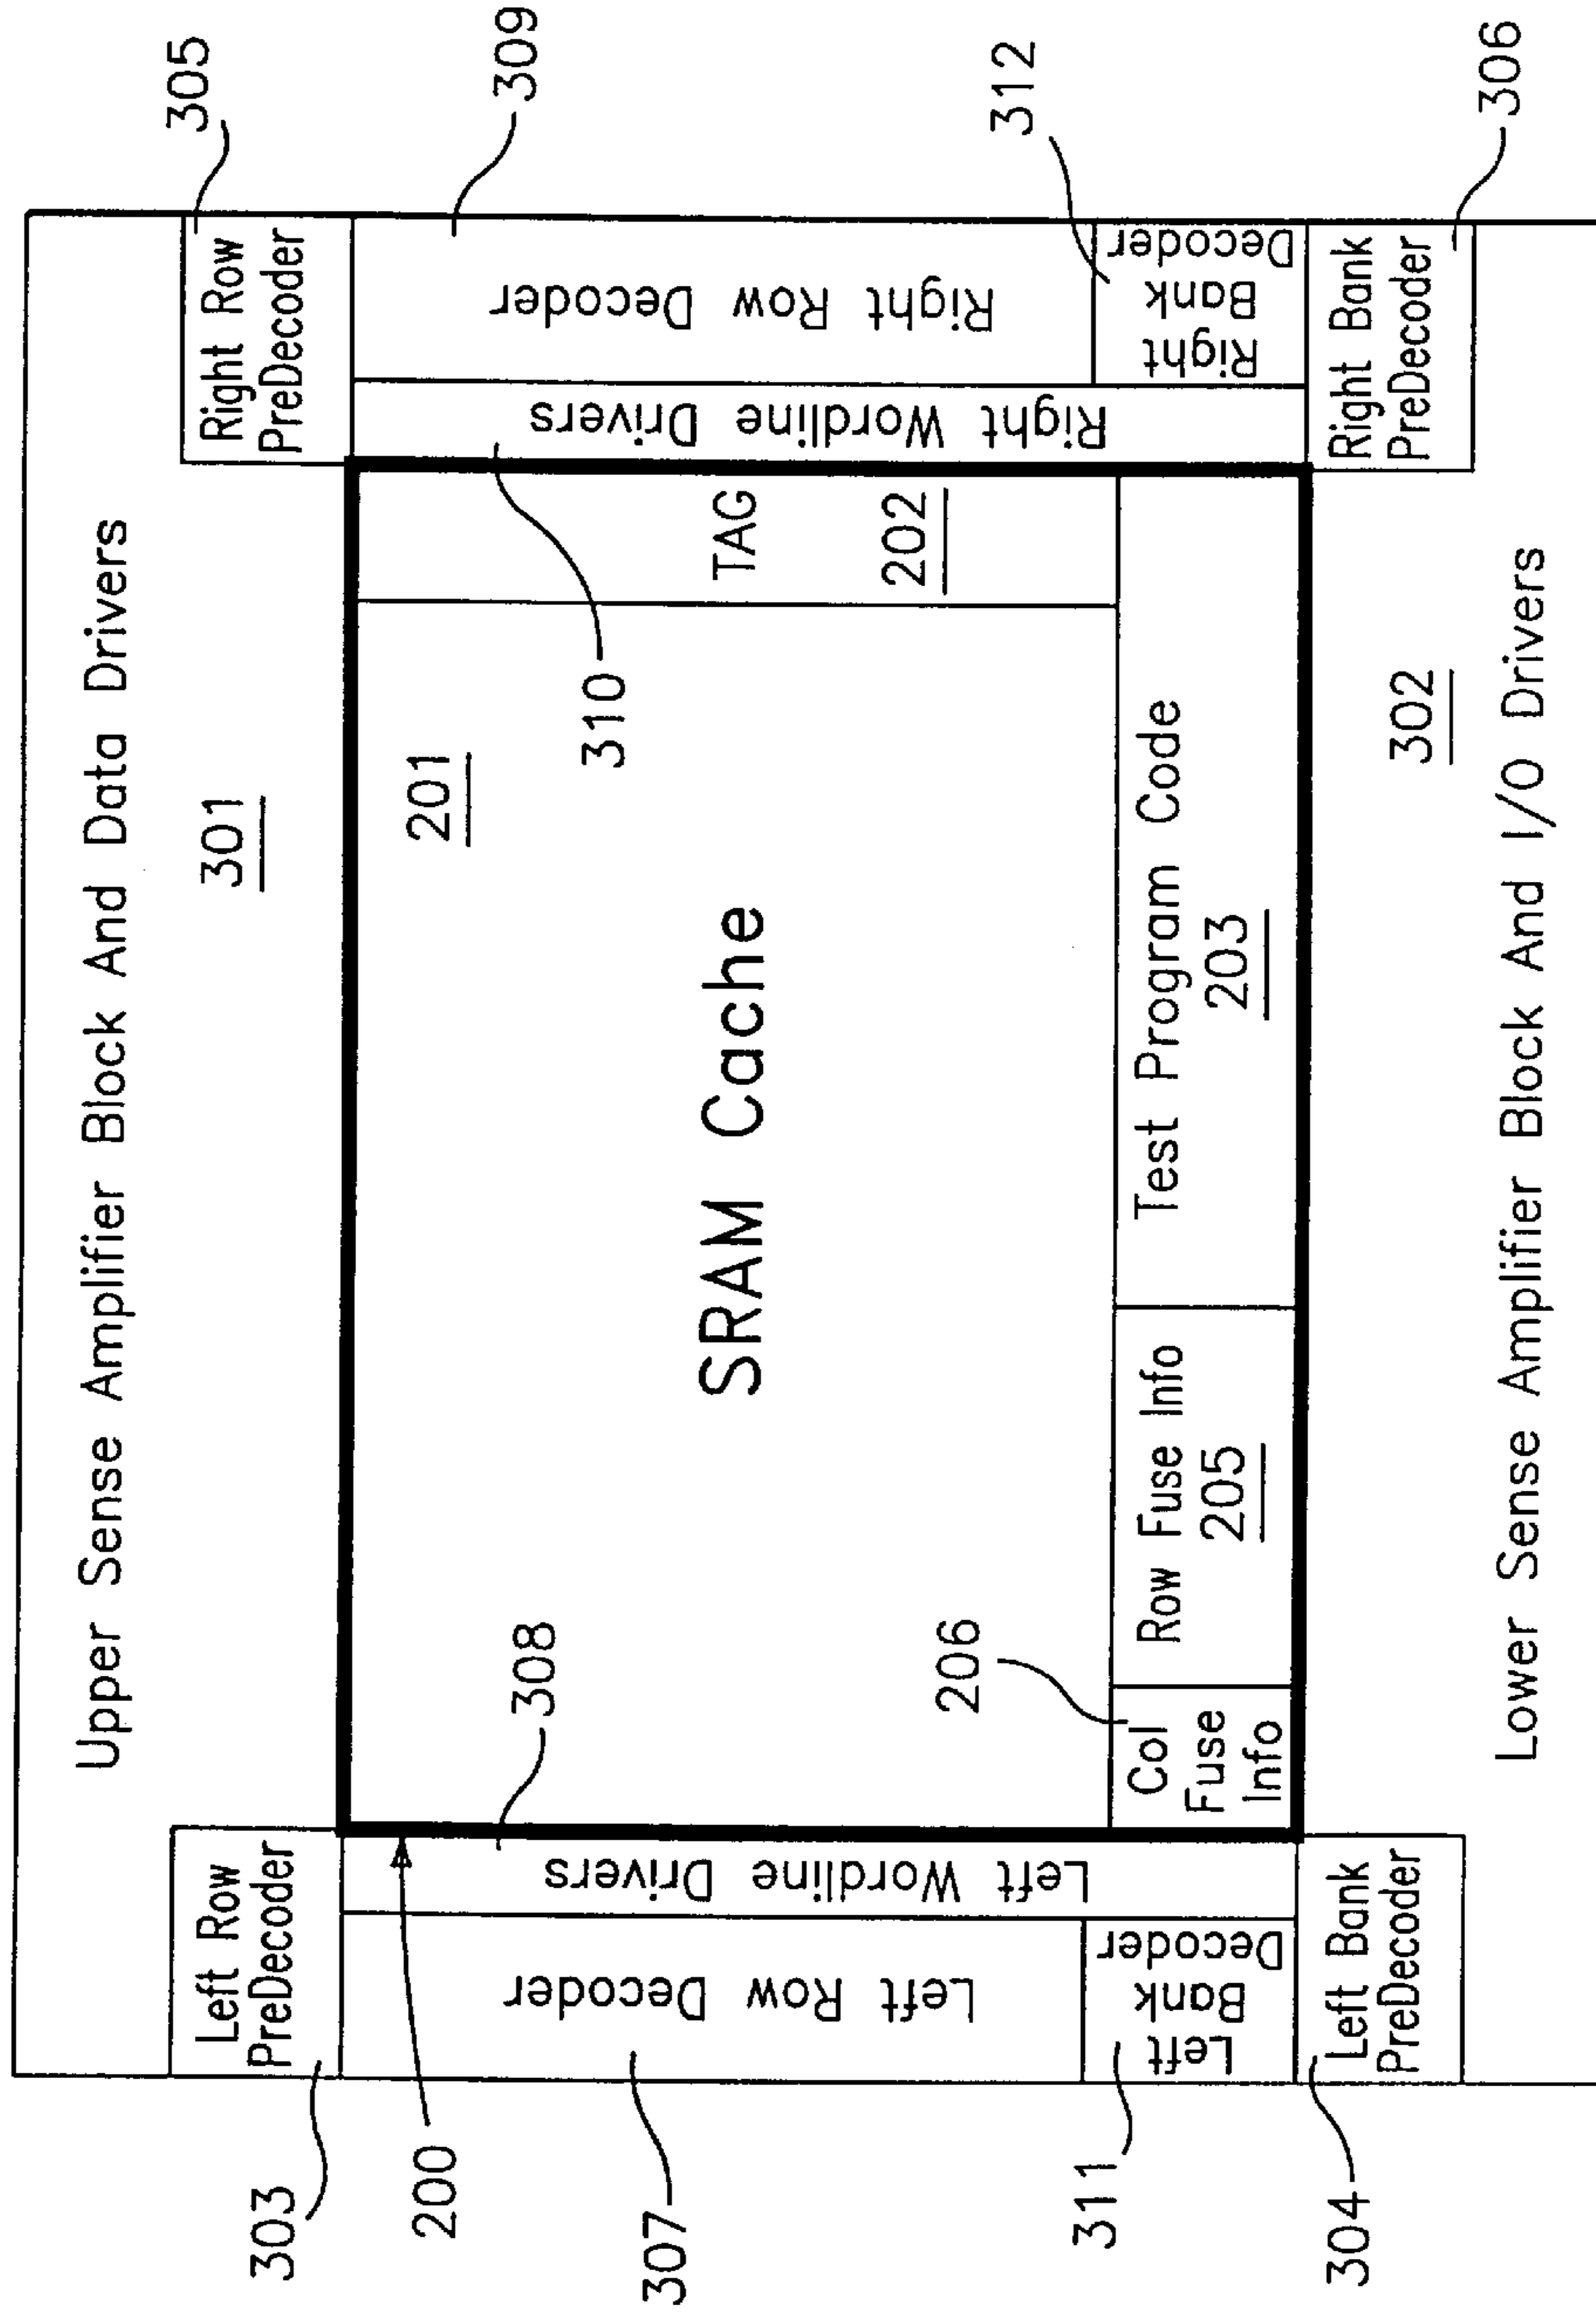 Upper Sense Amplifier Block And Data Drivers
301
303
Left Row
PreDecoder
Right Row
PreDecoder
305
200
308
201
310
309
307
Left Row Decoder
Left Wordline Drivers
SRAM Cache
TAG
202
Right Wordline Drivers
Right Row Decoder
206
312
311
Left
Bank
Decoder
Col
Fuse
Info
Row Fuse Info
205
Test Program Code
203
Right
Bank
Decoder
304
Left Bank
PreDecoder
302
Right Bank
PreDecoder
306
Lower Sense Amplifier Block And I/O Drivers